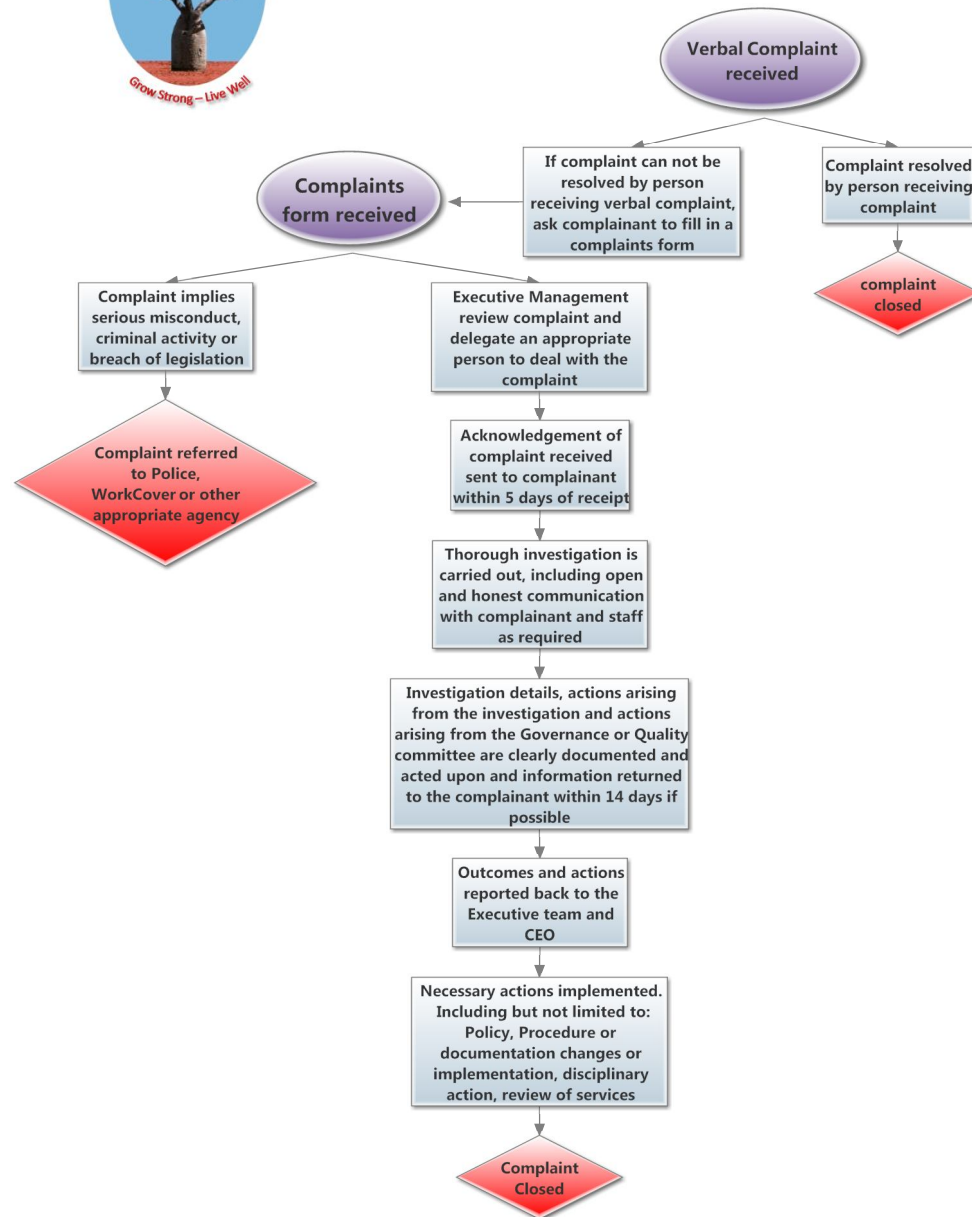 Grow Strong – Live Well
Verbal Complaint
received
If complaint can not be
resolved by person
receiving verbal complaint,
ask complainant to fill in a
complaints form
Complaint resolved
by person receiving
complaint
complaint
closed
Complaints
form received
Complaint implies
serious misconduct,
criminal activity or
breach of legislation
Complaint referred
to Police,
WorkCover or other
appropriate agency
Executive Management
review complaint and
delegate an appropriate
person to deal with the
complaint
Acknowledgement of
complaint received
sent to complainant
within 5 days of receipt
Thorough investigation is
carried out, including open
and honest communication
with complainant and staff
as required
Investigation details, actions arising
from the investigation and actions
arising from the Governance or Quality
committee are clearly documented and
acted upon and information returned
to the complainant within 14 days if
possible
Outcomes and actions
reported back to the
Executive team and
CEO
Necessary actions implemented.
Including but not limited to:
Policy, Procedure or
documentation changes or
implementation, disciplinary
action, review of services
Complaint
Closed